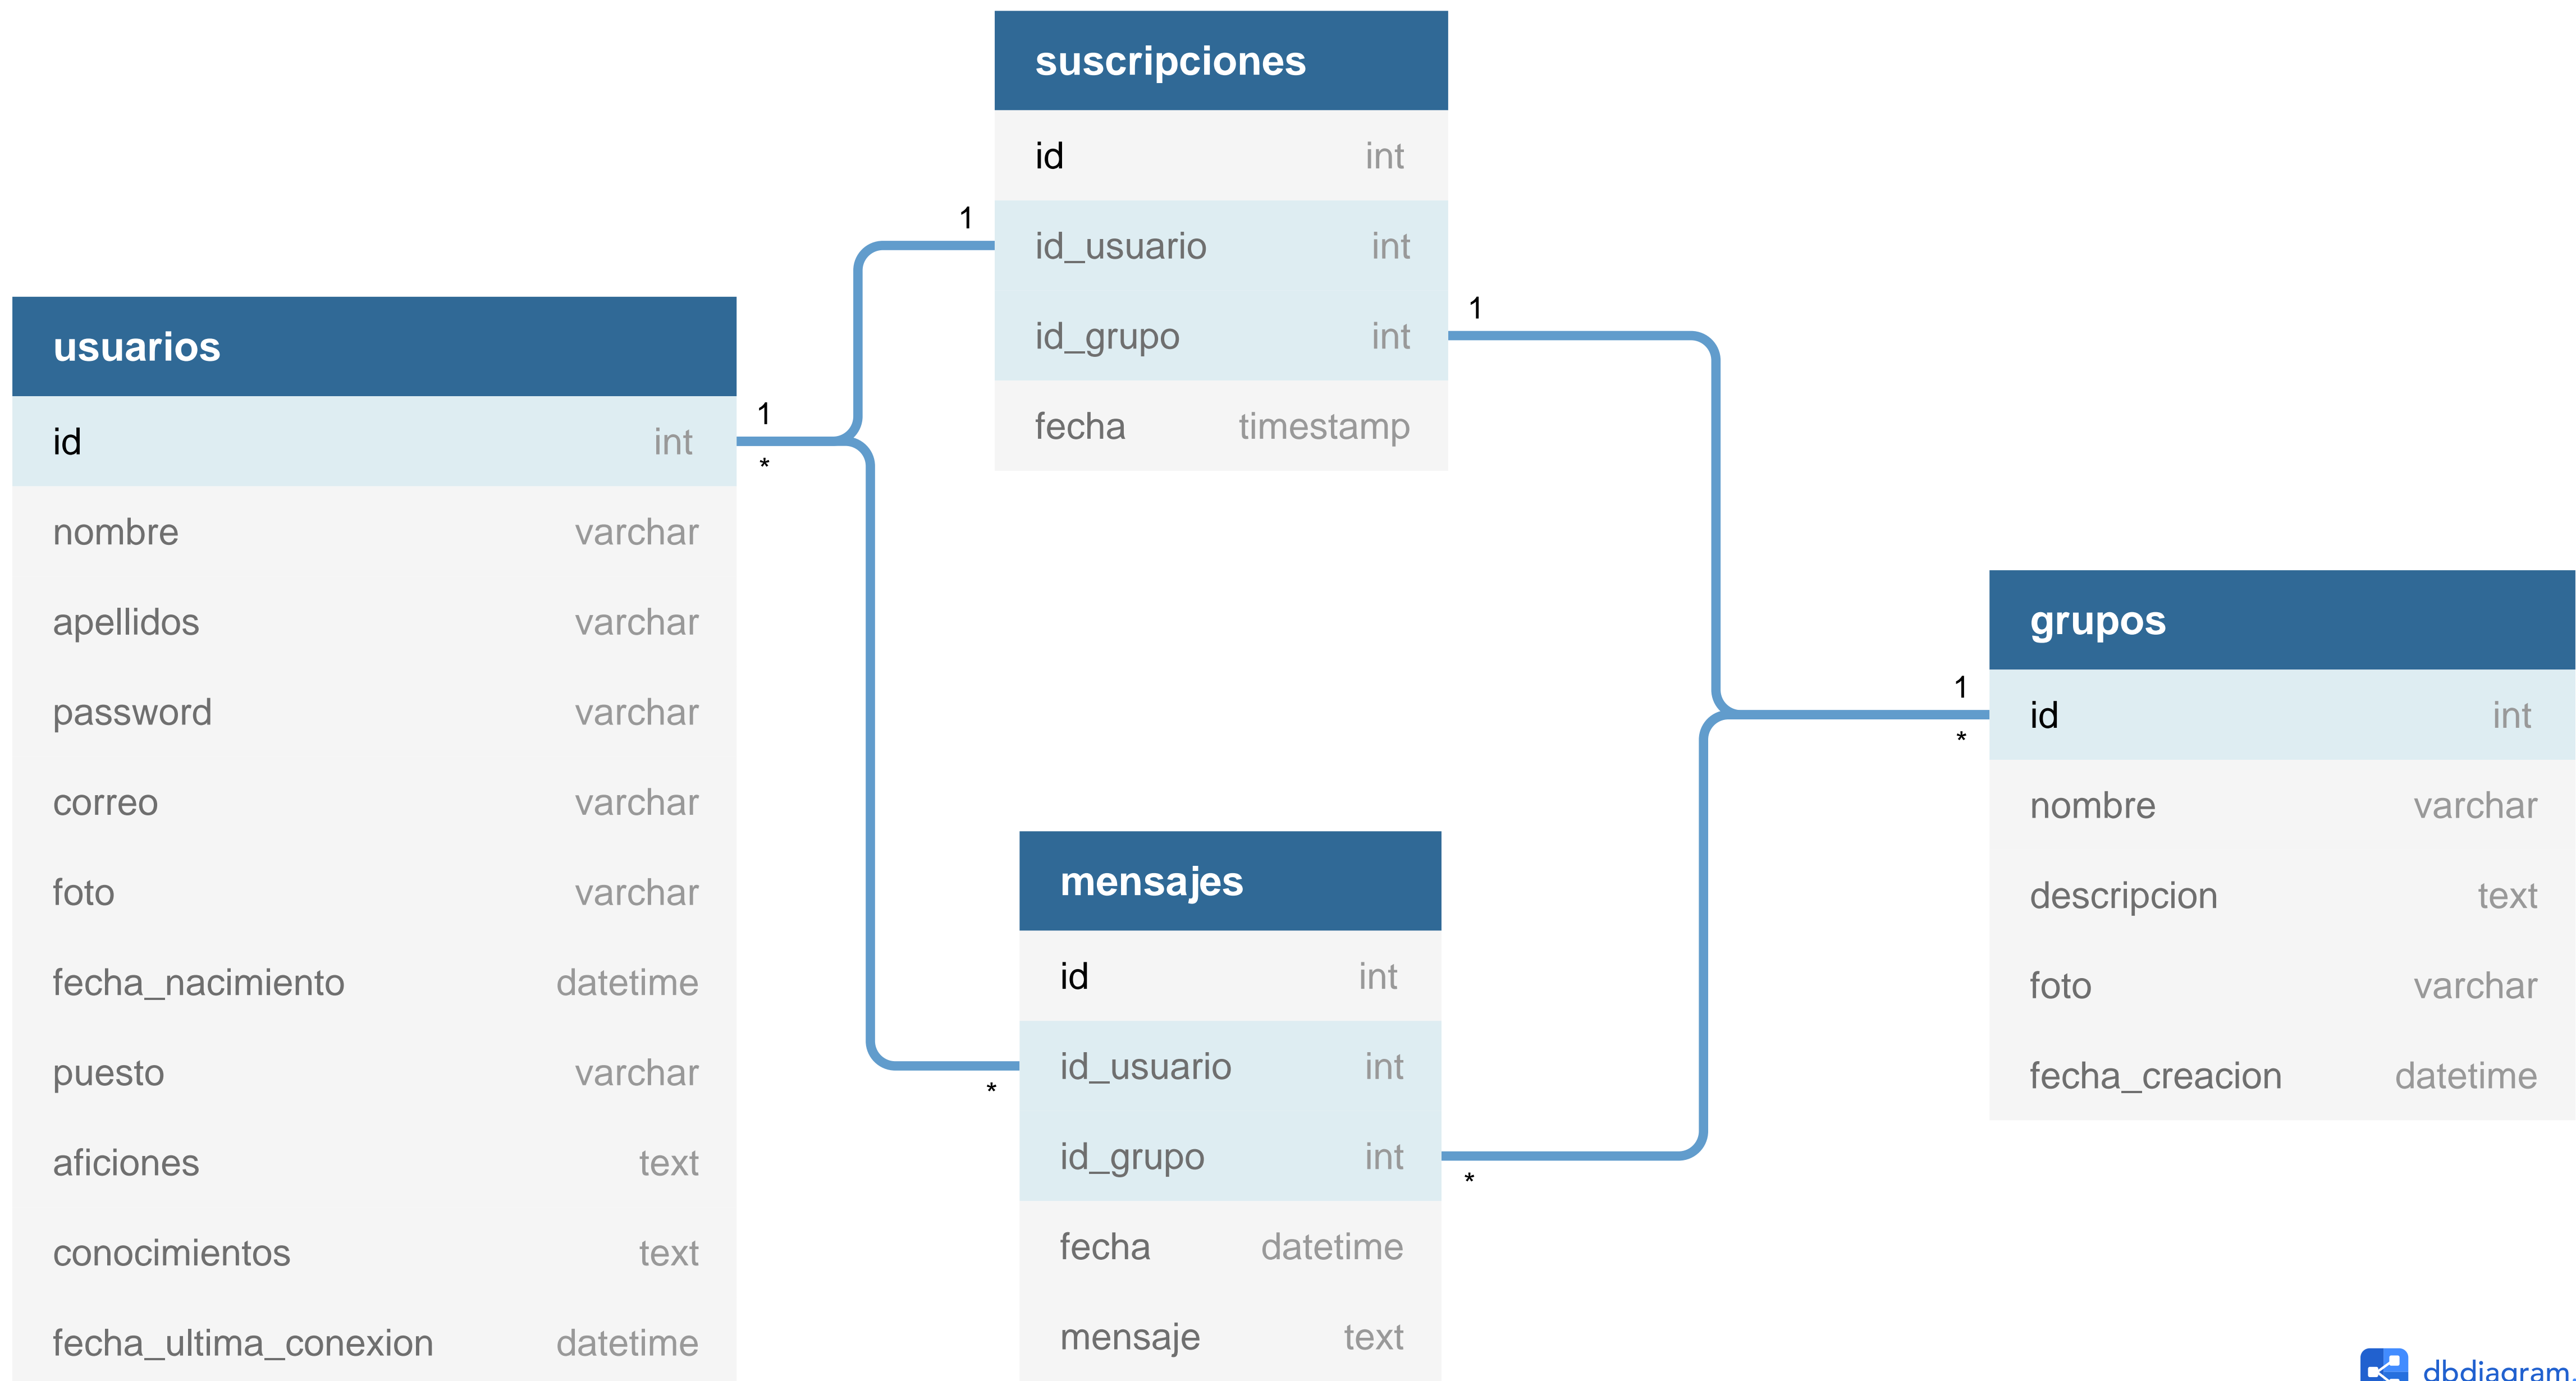 suscripciones
id int
id_usuario int
id_grupo int
fecha timestamp
1
1
usuarios
id int
nombre varchar
apellidos varchar
password varchar
correo varchar
foto varchar
fecha_nacimiento datetime
puesto varchar
aficiones text
conocimientos text
fecha_ultima_conexion datetime
1
*
mensajes
id int
id_usuario int
id_grupo int
fecha datetime
mensaje text
*
*
grupos
id int
nombre varchar
descripcion text
foto varchar
fecha_creacion datetime
1
*
dbdiagram.